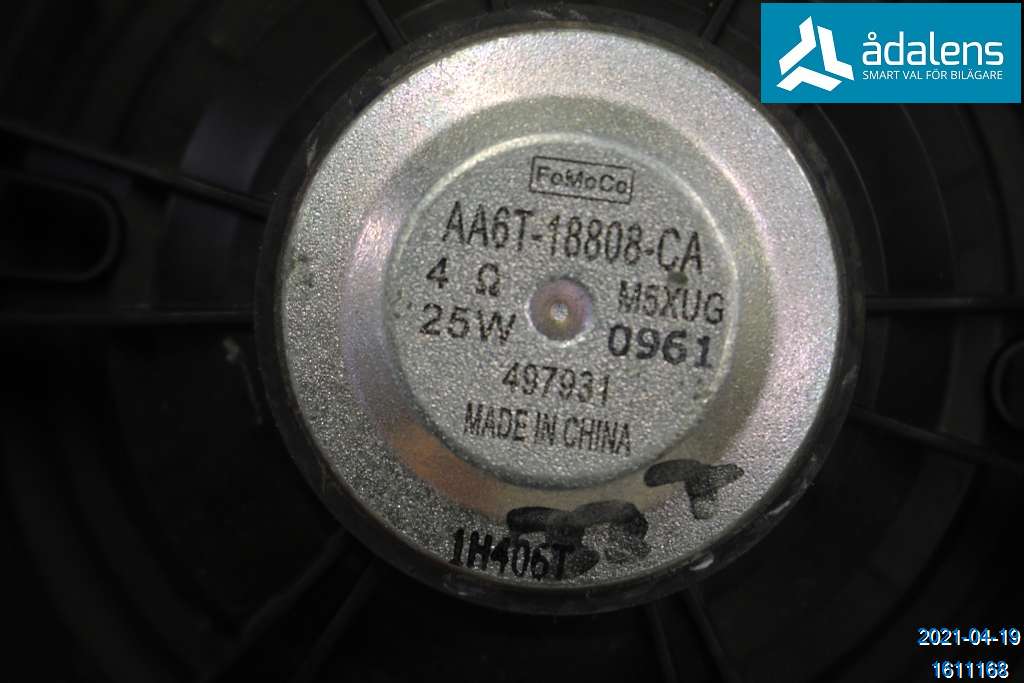 ådalens
SMART VAL FÖR BILÄGARE
FoMoCo
AA6T-18808-CA
4 Ω M5XUG
25W 0961
497931
MADE IN CHINA
1H406T
2021-04-19
1611168